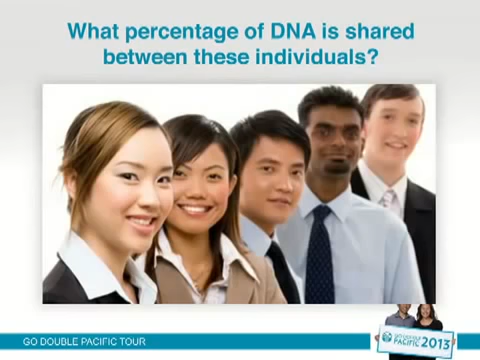 What percentage of DNA is shared
between these individuals?
GO DOUBLE PACIFIC TOUR
PACIFIC 2013